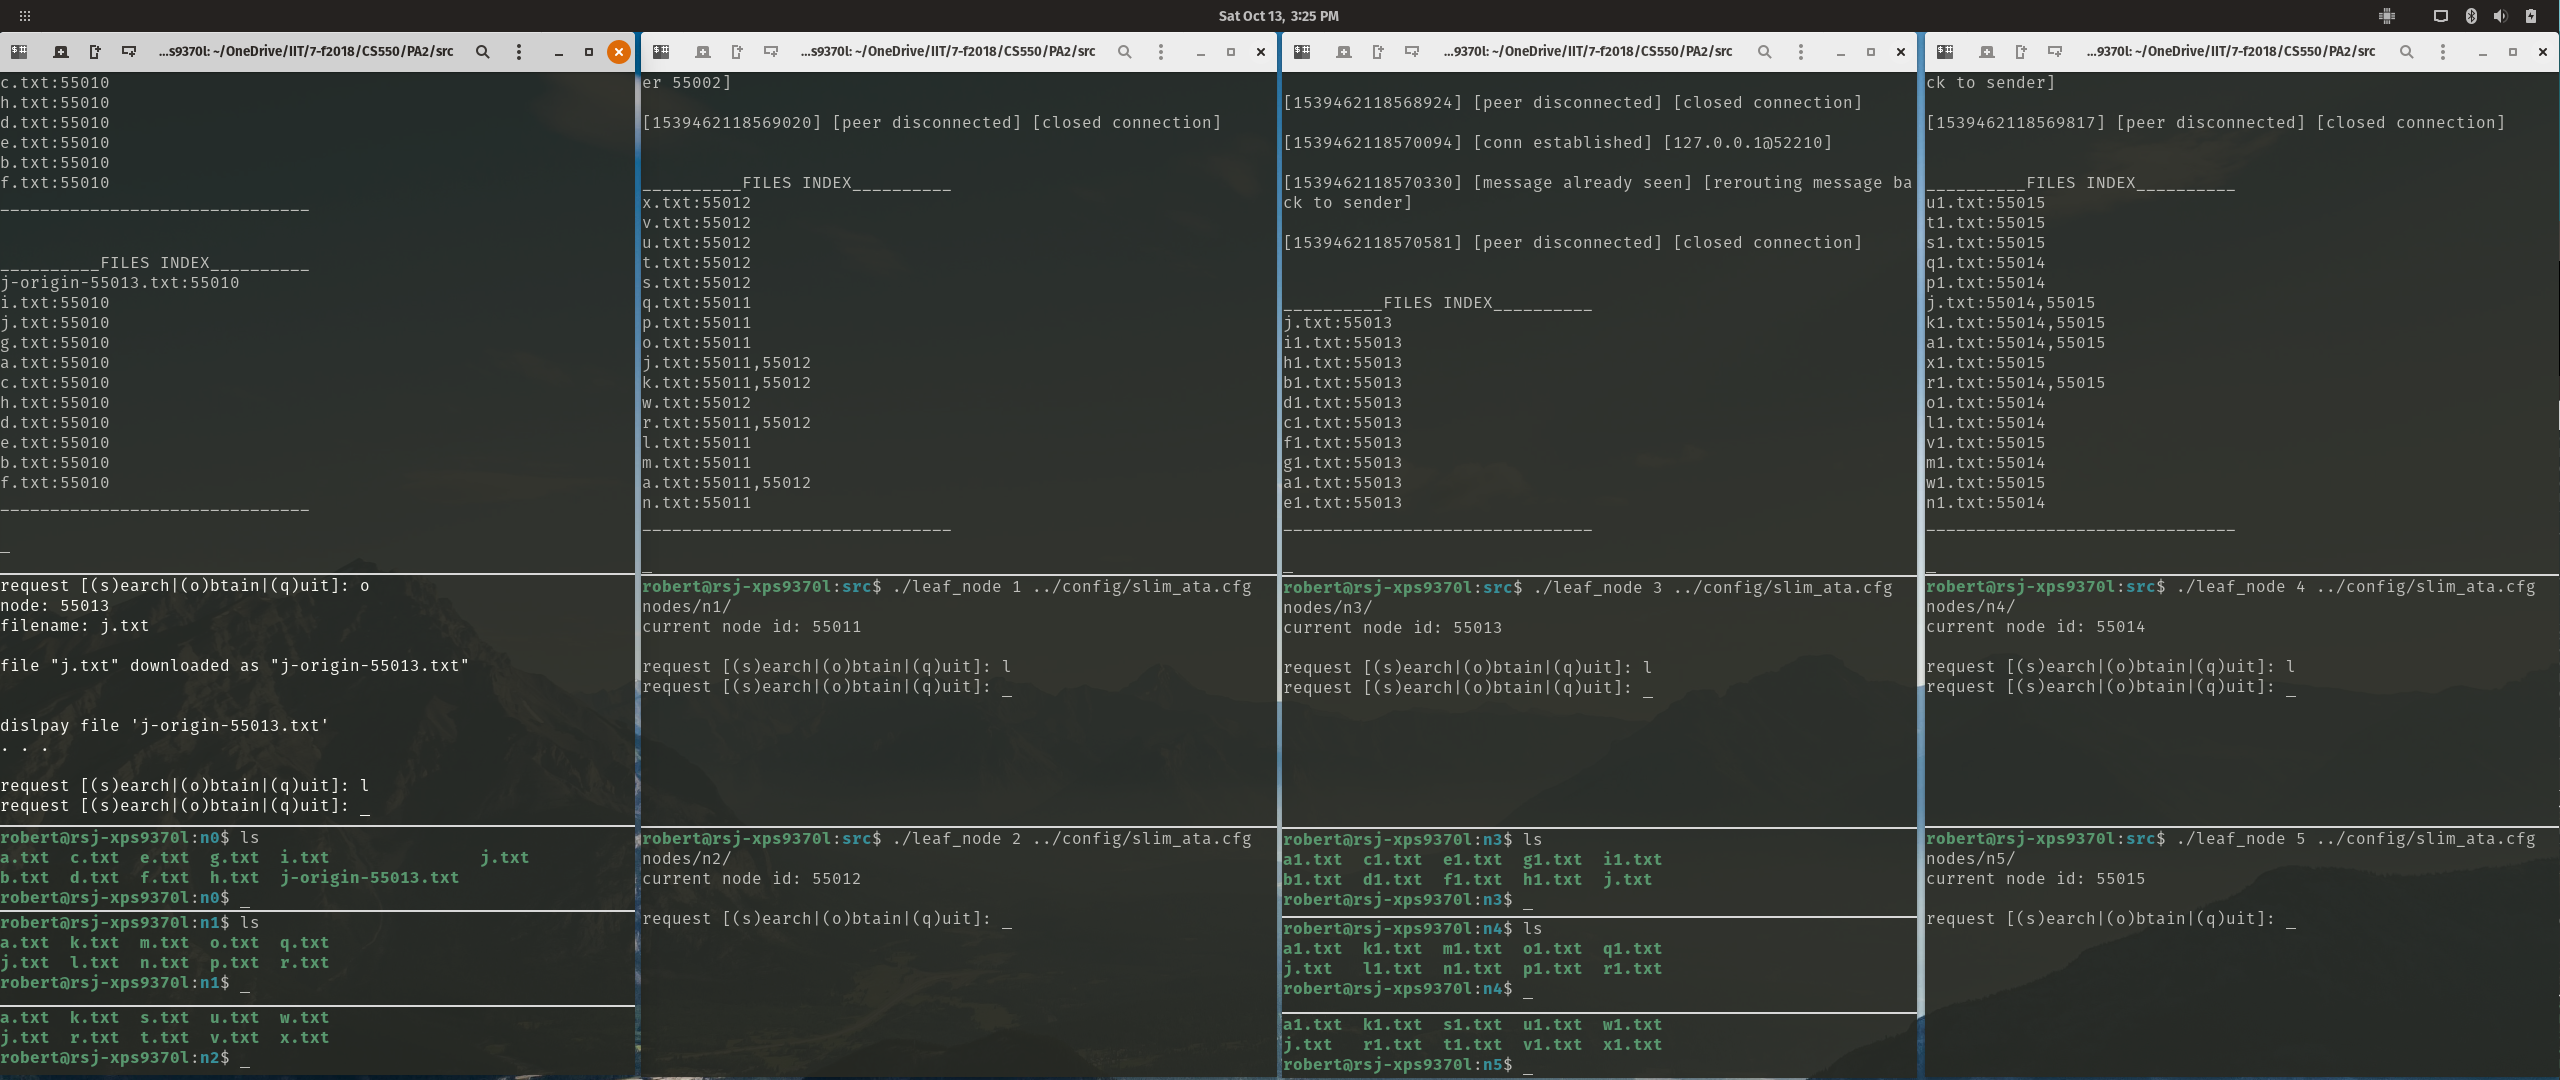 Sat Oct 13, 3:25 PM
...s9370l: ~/OneDrive/IIT/7-f2018/CS550/PA2/src
c.txt:55010
h.txt:55010
d.txt:55010
e.txt:55010
b.txt:55010
f.txt:55010
_______________________________
__________FILES INDEX__________
j-origin-55013.txt:55010
i.txt:55010
j.txt:55010
g.txt:55010
a.txt:55010
c.txt:55010
h.txt:55010
d.txt:55010
e.txt:55010
b.txt:55010
f.txt:55010
_______________________________
_
request [(s)earch|(o)btain|(q)uit]: o
node: 55013
filename: j.txt
file "j.txt" downloaded as "j-origin-55013.txt"
dislpay file 'j-origin-55013.txt'
. . .
request [(s)earch|(o)btain|(q)uit]: l
request [(s)earch|(o)btain|(q)uit]: _
robert@rsj-xps9370l:n0$ ls
a.txt c.txt e.txt g.txt i.txt j.txt
b.txt d.txt f.txt h.txt j-origin-55013.txt
robert@rsj-xps9370l:n0$ _
robert@rsj-xps9370l:n1$ ls
a.txt k.txt m.txt o.txt q.txt
j.txt l.txt n.txt p.txt r.txt
robert@rsj-xps9370l:n1$ _
a.txt k.txt s.txt u.txt w.txt
j.txt r.txt t.txt v.txt x.txt
robert@rsj-xps9370l:n2$ _
...s9370l: ~/OneDrive/IIT/7-f2018/CS550/PA2/src
er 55002]
[1539462118569020] [peer disconnected] [closed connection]
__________FILES INDEX__________
x.txt:55012
v.txt:55012
u.txt:55012
t.txt:55012
s.txt:55012
q.txt:55011
p.txt:55011
o.txt:55011
j.txt:55011,55012
k.txt:55011,55012
w.txt:55012
r.txt:55011,55012
l.txt:55011
m.txt:55011
a.txt:55011,55012
n.txt:55011
_______________________________
_
robert@rsj-xps9370l:src$ ./leaf_node 1 ../config/slim_ata.cfg
nodes/n1/
current node id: 55011
request [(s)earch|(o)btain|(q)uit]: l
request [(s)earch|(o)btain|(q)uit]: _
robert@rsj-xps9370l:src$ ./leaf_node 2 ../config/slim_ata.cfg
nodes/n2/
current node id: 55012
request [(s)earch|(o)btain|(q)uit]: _
...9370l: ~/OneDrive/IIT/7-f2018/CS550/PA2/src
[1539462118568924] [peer disconnected] [closed connection]
[1539462118570094] [conn established] [127.0.0.1@52210]
[1539462118570330] [message already seen] [rerouting message ba
ck to sender]
[1539462118570581] [peer disconnected] [closed connection]
__________FILES INDEX__________
j.txt:55013
i1.txt:55013
h1.txt:55013
b1.txt:55013
d1.txt:55013
c1.txt:55013
f1.txt:55013
g1.txt:55013
a1.txt:55013
e1.txt:55013
_______________________________
_
robert@rsj-xps9370l:src$ ./leaf_node 3 ../config/slim_ata.cfg
nodes/n3/
current node id: 55013
request [(s)earch|(o)btain|(q)uit]: l
request [(s)earch|(o)btain|(q)uit]: _
robert@rsj-xps9370l:n3$ ls
a1.txt c1.txt e1.txt g1.txt i1.txt
b1.txt d1.txt f1.txt h1.txt j.txt
robert@rsj-xps9370l:n3$ _
robert@rsj-xps9370l:n4$ ls
a1.txt k1.txt m1.txt o1.txt q1.txt
j.txt l1.txt n1.txt p1.txt r1.txt
robert@rsj-xps9370l:n4$ _
a1.txt k1.txt s1.txt u1.txt w1.txt
j.txt r1.txt t1.txt v1.txt x1.txt
robert@rsj-xps9370l:n5$ _
...9370l: ~/OneDrive/IIT/7-f2018/CS550/PA2/src
ck to sender]
[1539462118569817] [peer disconnected] [closed connection]
__________FILES INDEX__________
u1.txt:55015
t1.txt:55015
s1.txt:55015
q1.txt:55014
p1.txt:55014
j.txt:55014,55015
k1.txt:55014,55015
a1.txt:55014,55015
x1.txt:55015
r1.txt:55014,55015
o1.txt:55014
l1.txt:55014
v1.txt:55015
m1.txt:55014
w1.txt:55015
n1.txt:55014
_______________________________
_
robert@rsj-xps9370l:src$ ./leaf_node 4 ../config/slim_ata.cfg
nodes/n4/
current node id: 55014
request [(s)earch|(o)btain|(q)uit]: l
request [(s)earch|(o)btain|(q)uit]: _
robert@rsj-xps9370l:src$ ./leaf_node 5 ../config/slim_ata.cfg
nodes/n5/
current node id: 55015
request [(s)earch|(o)btain|(q)uit]: _